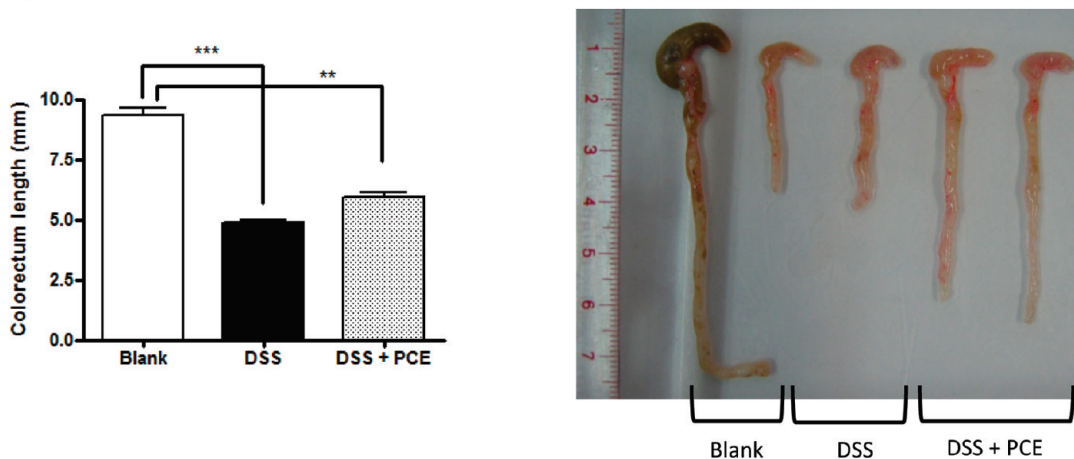 ***
**
Colorectum length (mm)
10.0
7.5
5.0
2.5
0.0
Blank
DSS
DSS + PCE
1
2
3
4
5
6
7
Blank
DSS
DSS + PCE